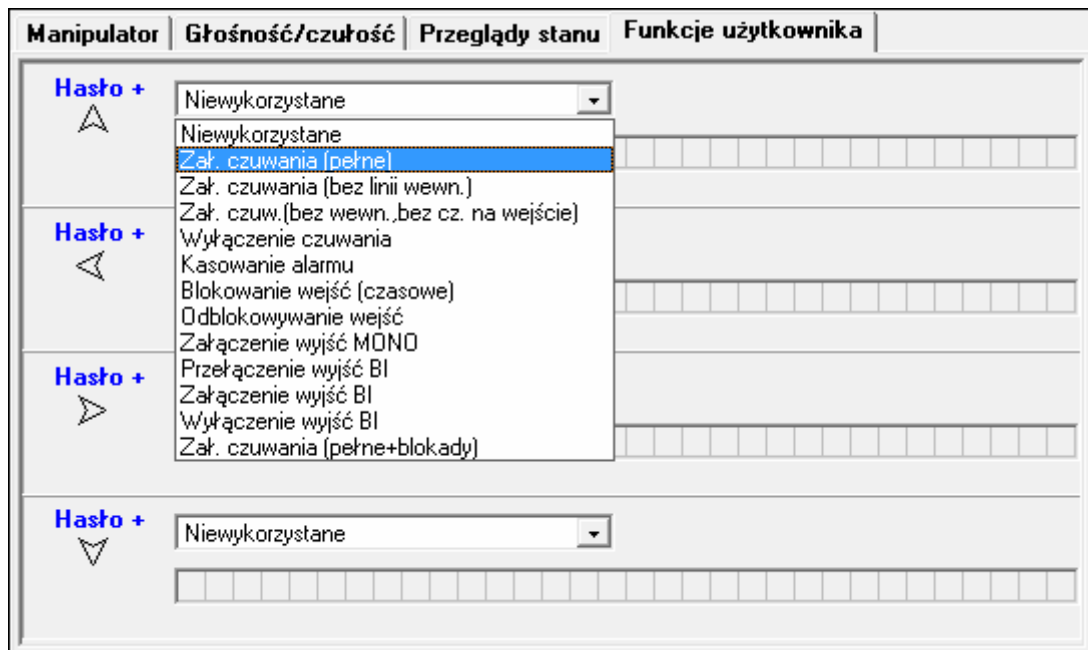 Manipulator Głośność/czułość Przeglądy stanu Funkcje użytkownika
Hasło +
Niewykorzystane
Niewykorzystane
Zał. czuwania (pełne)
Zał. czuwania (bez linii wewn.)
Zał. czuw.(bez wewn.,bez cz. na wejście)
Hasło +
Wyłączenie czuwania
Kasowanie alarmu
Blokowanie wejść (czasowe)
Odblokowywanie wejść
Załączenie wyjść MONO
Hasło +
Przełączenie wyjść BI
Załączenie wyjść BI
Wyłączenie wyjść BI
Zał. czuwania (pełne+blokady)
Hasło +
Niewykorzystane